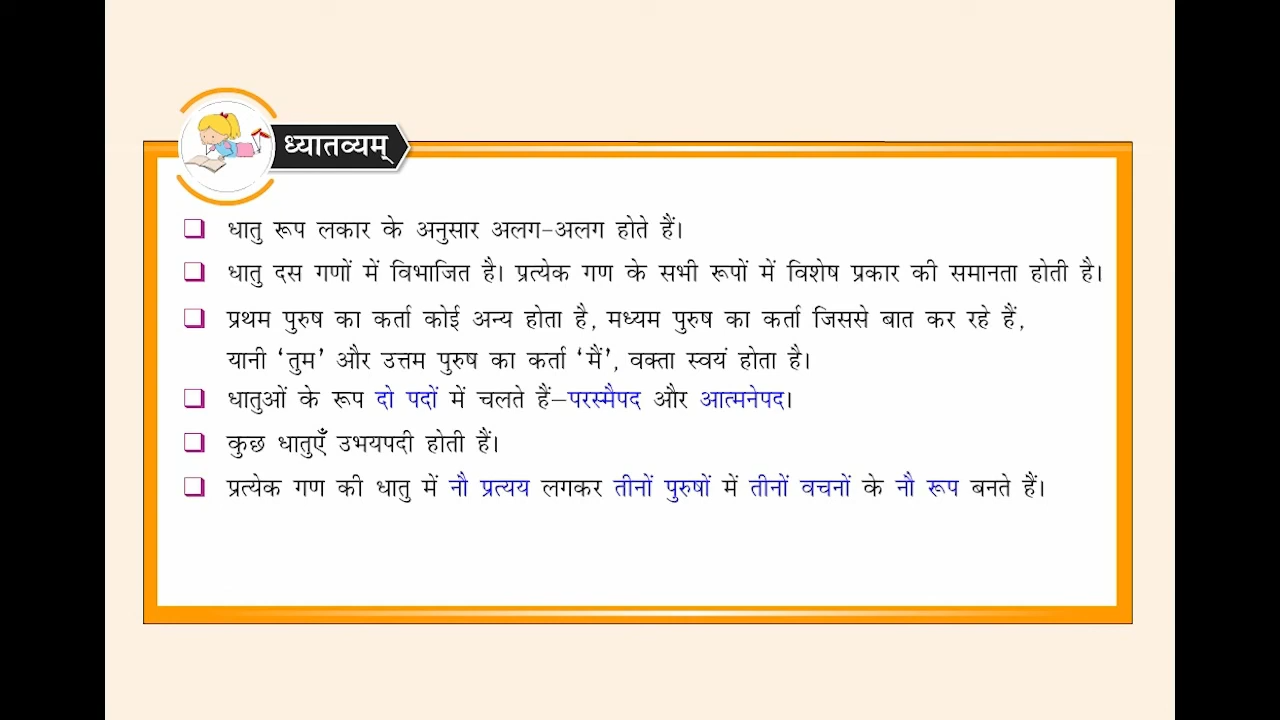 ध्यातव्यम्
धातु रूप लकार के अनुसार अलग-अलग होते हैं।
धातु दस गणों में विभाजित है। प्रत्येक गण के सभी रूपों में विशेष प्रकार की समानता होती है।
प्रथम पुरुष का कर्ता कोई अन्य होता है, मध्यम पुरुष का कर्ता जिससे बात कर रहे हैं,
यानी ‘तुम’ और उत्तम पुरुष का कर्ता ‘मैं’, वक्ता स्वयं होता है।
धातुओं के रूप दो पदों में चलते हैं–परस्मैपद और आत्मनेपद।
कुछ धातुएँ उभयपदी होती हैं।
प्रत्येक गण की धातु में नौ प्रत्यय लगकर तीनों पुरुषों में तीनों वचनों के नौ रूप बनते हैं।